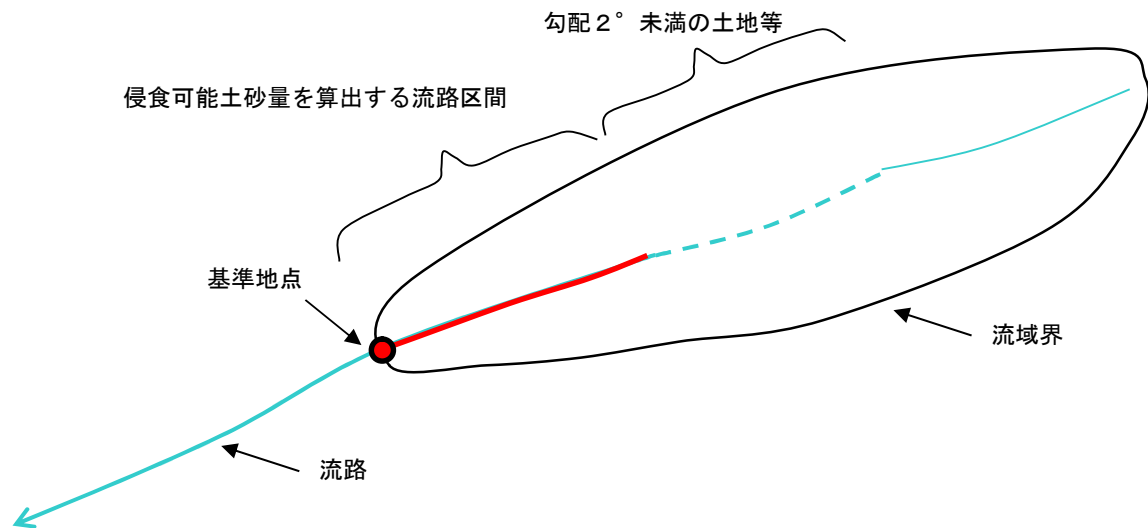 勾配２°未満の土地等
侵食可能土砂量を算出する流路区間
基準地点
流域界
流路